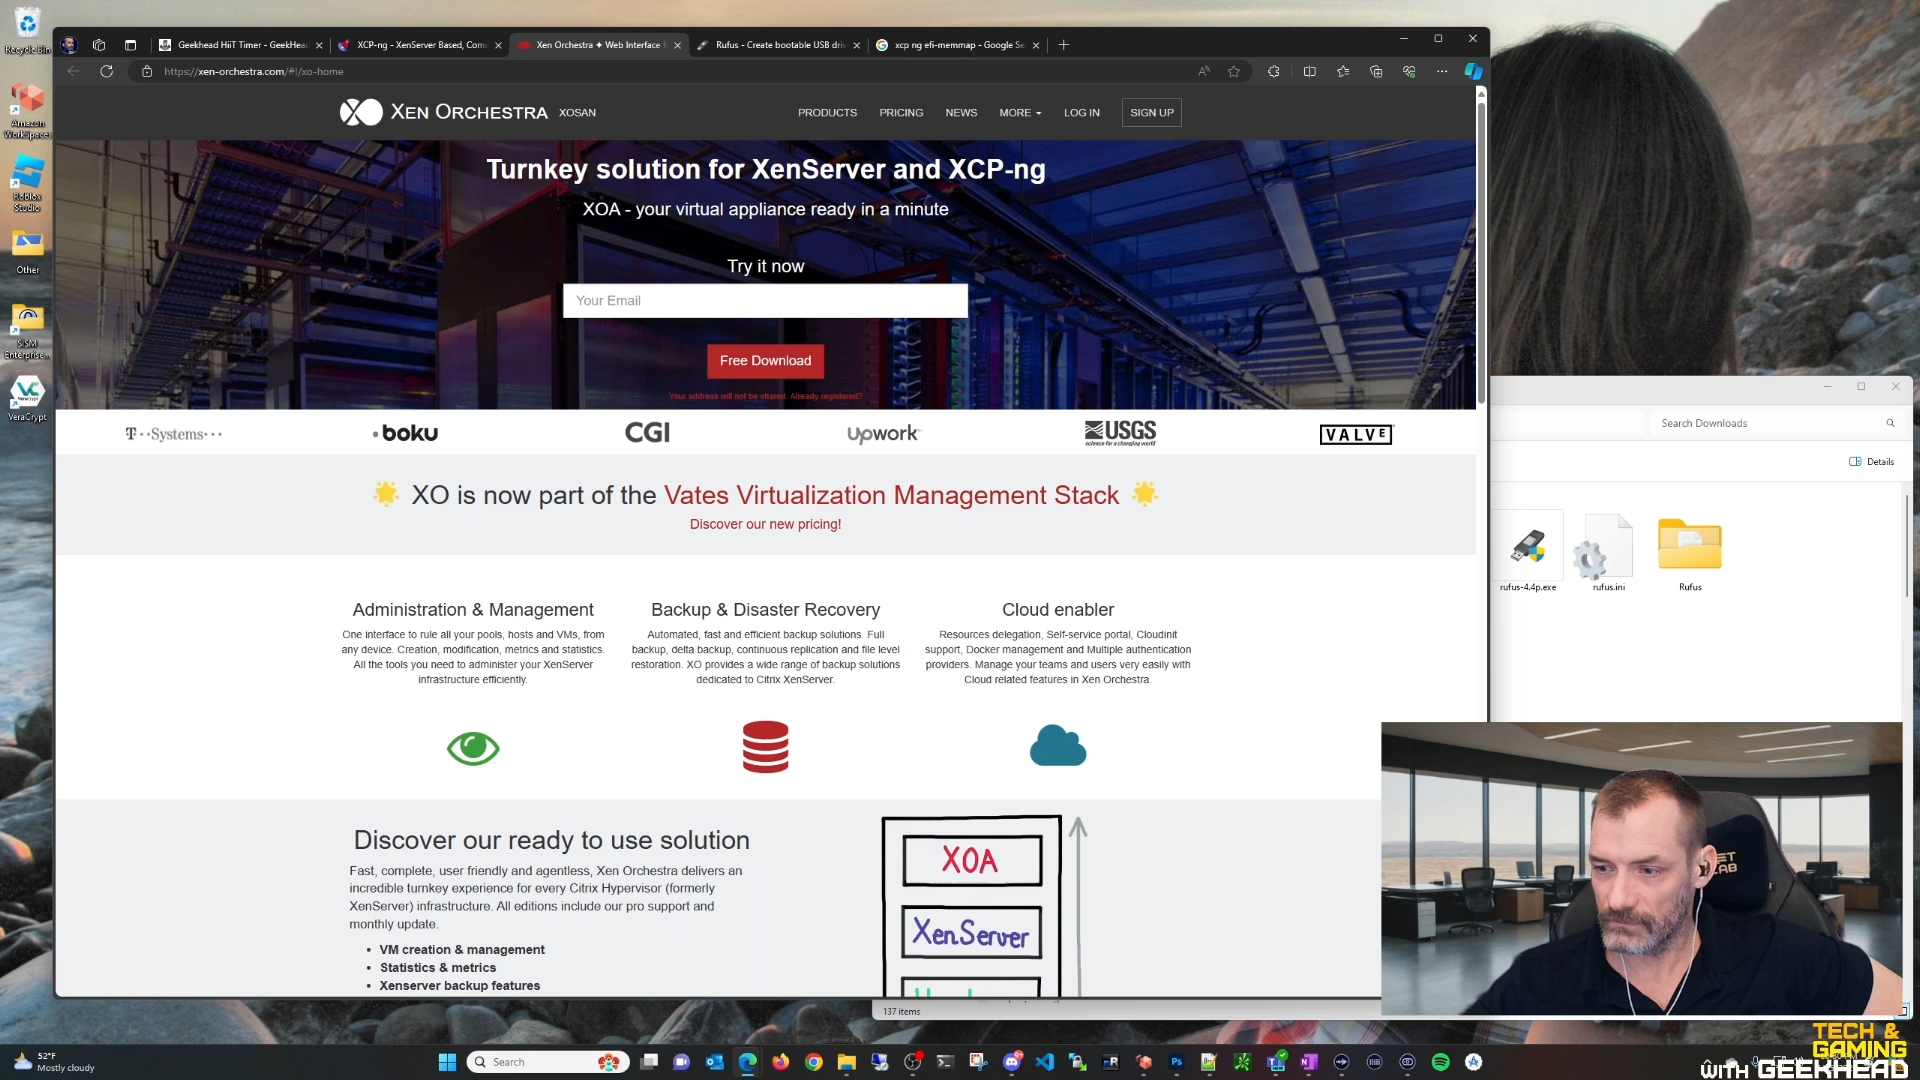 Recycle Bin
Amazon
WorkSpaces
Roblox
Studio
Other
SISM
Enterprise...
VeraCrypt
Geekhead HiiT Timer - GeekHea
XCP-ng - XenServer Based, Com
Xen Orchestra ✦ Web Interface f
Rufus - Create bootable USB driv
xcp ng efi-memmap - Google Se
https://xen-orchestra.com/#!/xo-home
XEN ORCHESTRA
XOSAN
PRODUCTS
PRICING
NEWS
MORE
LOG IN
SIGN UP
Turnkey solution for XenServer and XCP-ng
XOA - your virtual appliance ready in a minute
Try it now
Your Email
Free Download
Your address will not be shared. Already registered?
T··Systems···
boku
CGI
Upwork
USGS
science for a changing world
VALVE
XO is now part of the Vates Virtualization Management Stack
Discover our new pricing!
Administration & Management
One interface to rule all your pools, hosts and VMs, from
any device. Creation, modification, metrics and statistics.
All the tools you need to administer your XenServer
infrastructure efficiently.
Backup & Disaster Recovery
Automated, fast and efficient backup solutions. Full
backup, delta backup, continuous replication and file level
restoration. XO provides a wide range of backup solutions
dedicated to Citrix XenServer.
Cloud enabler
Resources delegation, Self-service portal, Cloudinit
support, Docker management and Multiple authentication
providers. Manage your teams and users very easily with
Cloud related features in Xen Orchestra.
Discover our ready to use solution
Fast, complete, user friendly and agentless, Xen Orchestra delivers an
incredible turnkey experience for every Citrix Hypervisor (formerly
XenServer) infrastructure. All editions include our pro support and
monthly update.
• VM creation & management
• Statistics & metrics
• Xenserver backup features
XOA
XenServer
Search Downloads
Details
rufus-4.4p.exe
rufus.ini
Rufus
137 items
52°F
Mostly cloudy
Search
TECH &
GAMING
WITH GEEKHEAD